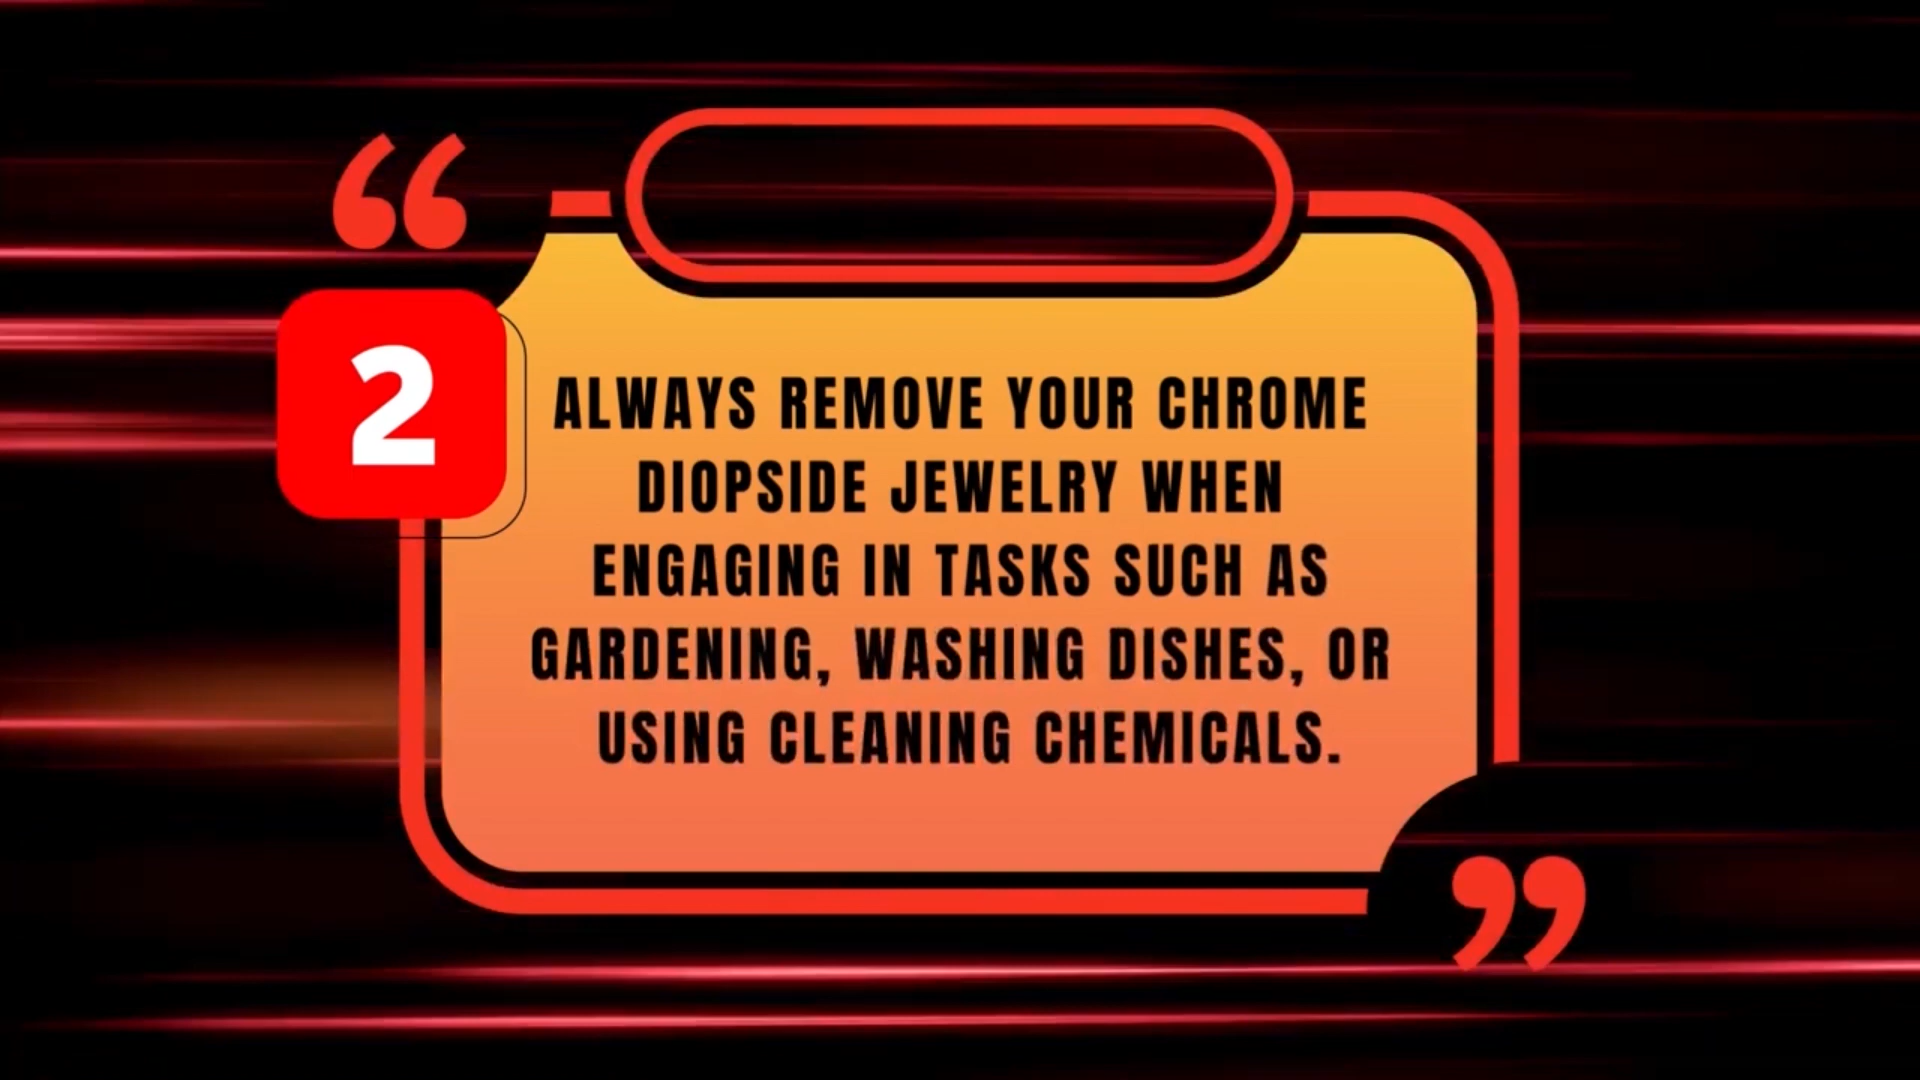 2
ALWAYS REMOVE YOUR CHROME
DIOPSIDE JEWELRY WHEN
ENGAGING IN TASKS SUCH AS
GARDENING, WASHING DISHES, OR
USING CLEANING CHEMICALS.